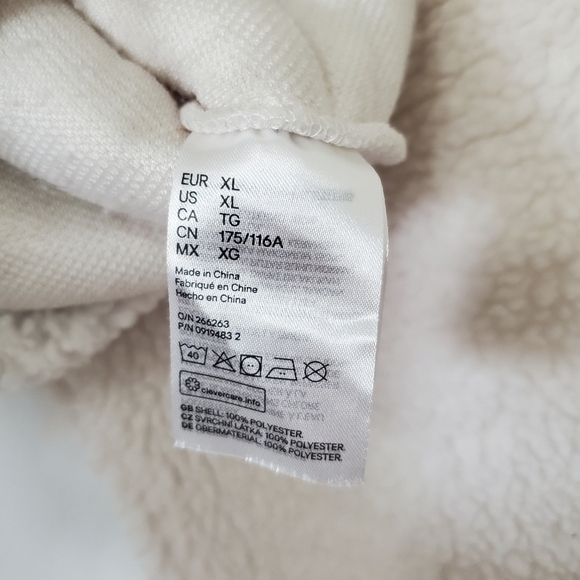 EUR XL
US XL
CA TG
CN 175/116A
MX XG
Made in China
Fabriqué en Chine
Hecho en China
O/N 266263
P/N 0919483 2
40
clevercare.info
GB SHELL: 100% POLYESTER.
CZ SVRCHNÍ LÁTKA: 100% POLYESTER.
DE OBERMATERIAL: 100% POLYESTER.